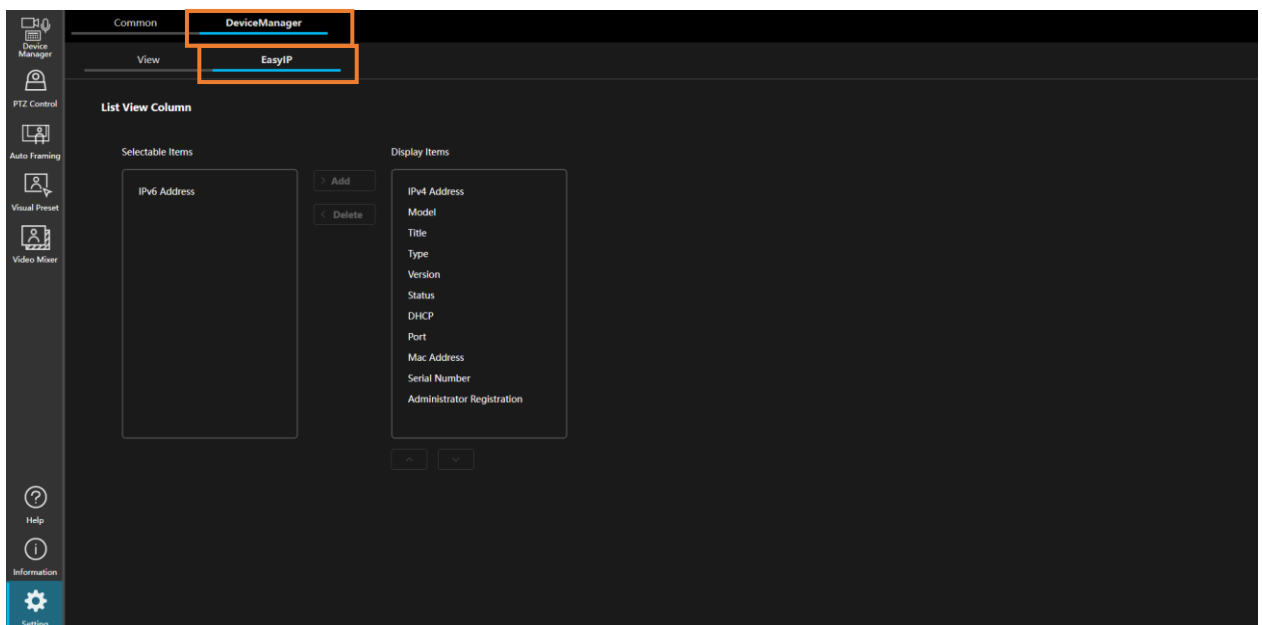 Device
Manager
PTZ Control
Auto Framing
Visual Preset
Video Mixer
Help
Information
Setting
Common DeviceManager
View EasyIP
List View Column
Selectable Items
IPv6 Address
> Add
< Delete
Display Items
IPv4 Address
Model
Title
Type
Version
Status
DHCP
Port
Mac Address
Serial Number
Administrator Registration